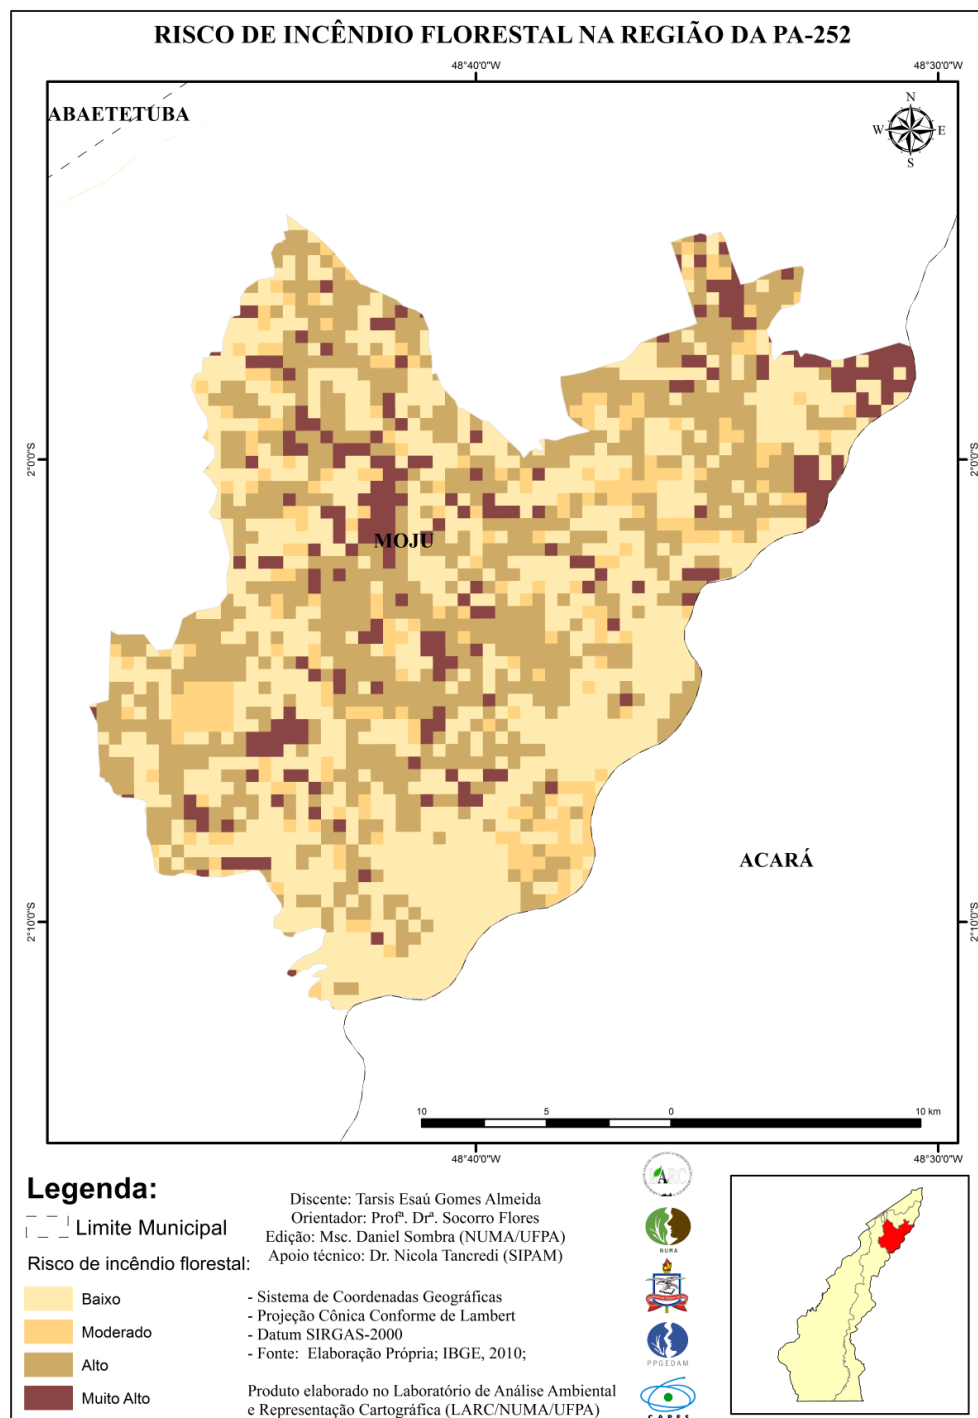 RISCO DE INCÊNDIO FLORESTAL NA REGIÃO DA PA-252
48°40'0"W
48°30'0"W
ABAETETUBA
N
W
E
S
2°0'0"S
2°0'0"S
MOJU
ACARÁ
2°10'0"S
2°10'0"S
10
5
0
10 km
48°40'0"W
48°30'0"W
Legenda:
Limite Municipal
Risco de incêndio florestal:
Baixo
Moderado
Alto
Muito Alto
Discente: Tarsis Esaú Gomes Almeida
Orientador: Profª. Drª. Socorro Flores
Edição: Msc. Daniel Sombra (NUMA/UFPA)
Apoio técnico: Dr. Nicola Tancredi (SIPAM)
- Sistema de Coordenadas Geográficas
- Projeção Cônica Conforme de Lambert
- Datum SIRGAS-2000
- Fonte: Elaboração Própria; IBGE, 2010;
Produto elaborado no Laboratório de Análise Ambiental
e Representação Cartográfica (LARC/NUMA/UFPA)
LARC
NUMA
PPGEDAM
CAPES